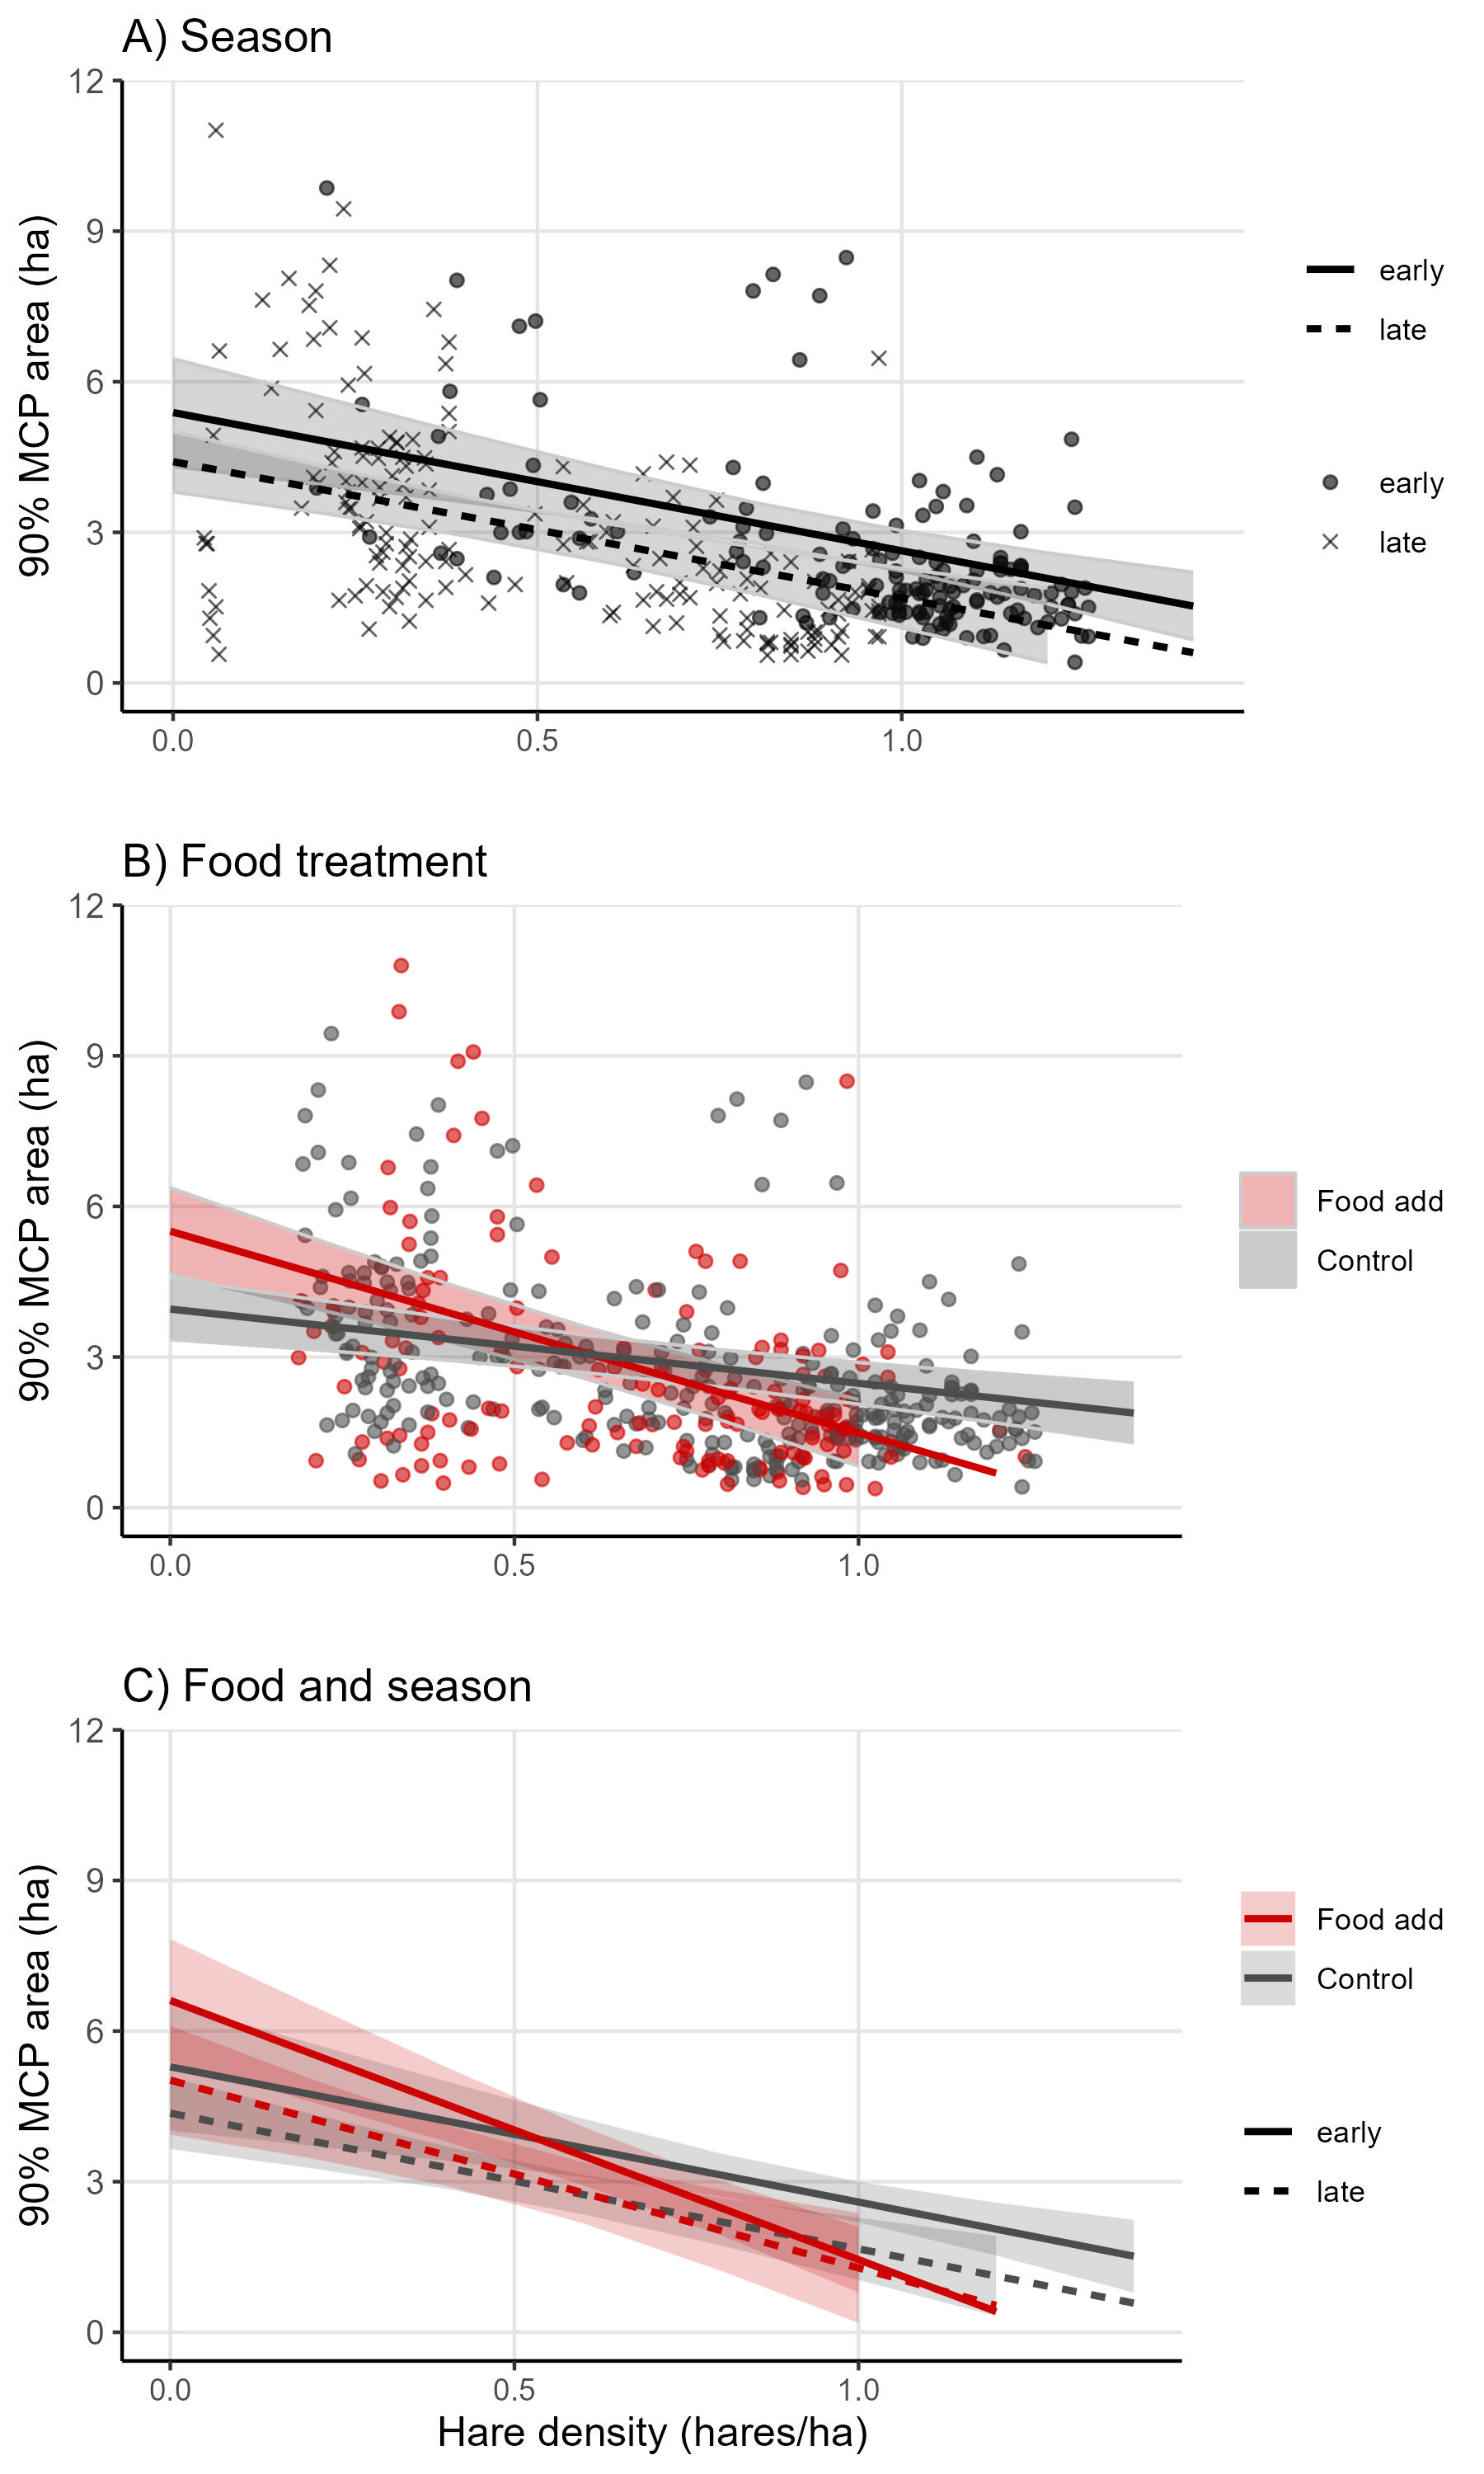 A) Season
12
9
6
3
0
90% MCP area (ha)
0.0 0.5 1.0
early
late
early
late
B) Food treatment
12
9
6
3
0
90% MCP area (ha)
0.0 0.5 1.0
Food add
Control
C) Food and season
12
9
6
3
0
90% MCP area (ha)
0.0 0.5 1.0
Hare density (hares/ha)
Food add
Control
early
late